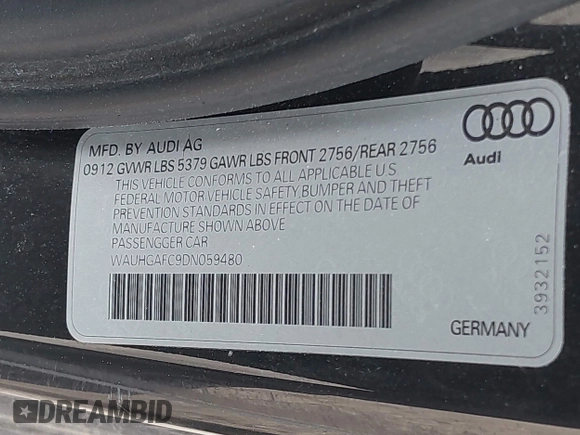 MFD. BY AUDI AG
0912 GVWR LBS 5379 GAWR LBS FRONT 2756/REAR 2756
THIS VEHICLE CONFORMS TO ALL APPLICABLE U S
FEDERAL MOTOR VEHICLE SAFETY, BUMPER AND THEFT
PREVENTION STANDARDS IN EFFECT ON THE DATE OF
MANUFACTURE SHOWN ABOVE
PASSENGGER CAR
WAUHGAFC9DN059480
Audi
3932152
GERMANY
DREAMBID